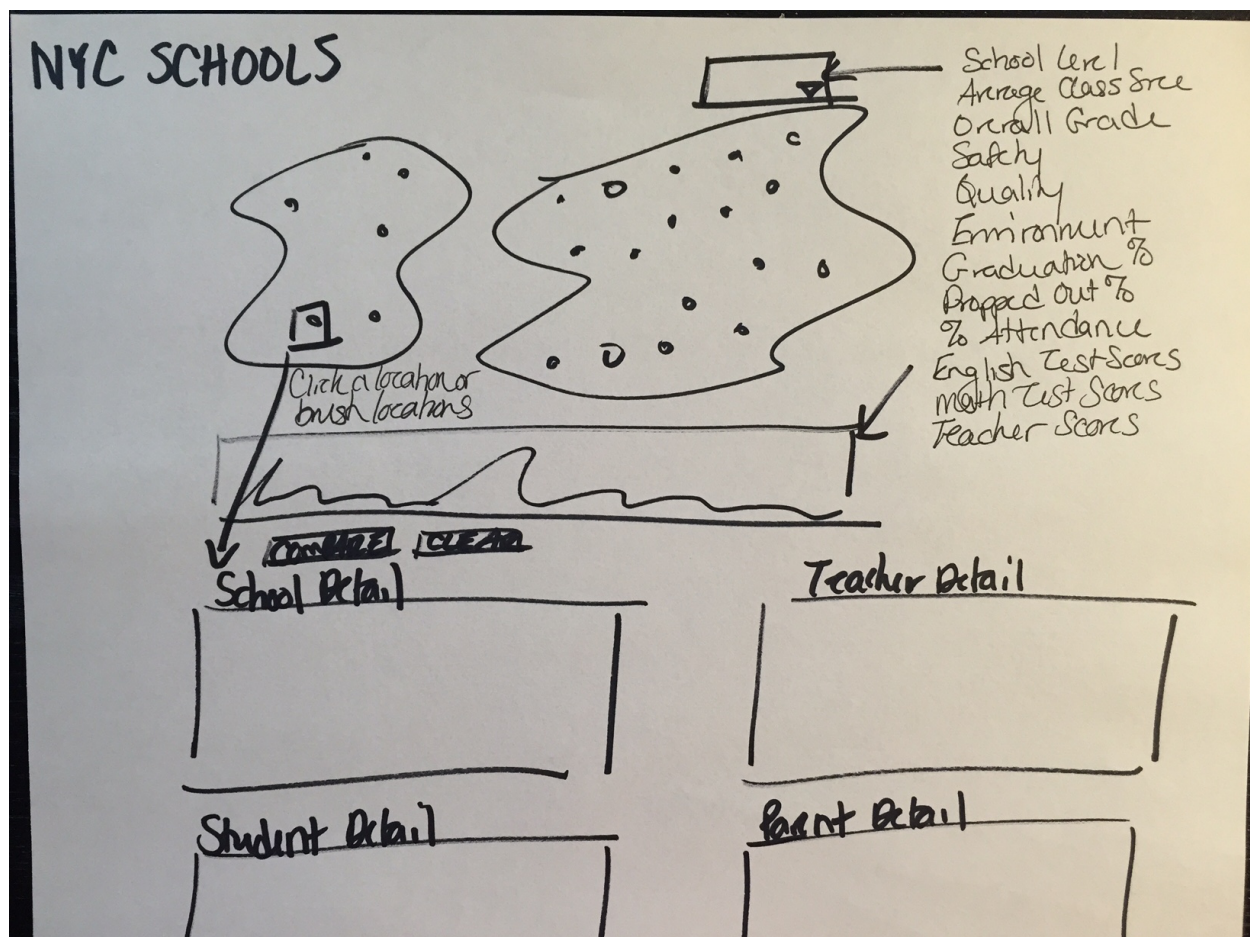 NYC SCHOOLS
School Level
Average Class Size
Overall Grade
Safety
Quality
Environment
Graduation %
Dropped Out %
% Attendance
English Test Scores
Math Test Scores
Teacher Scores
Click a location or
brush locations
COMPARE CLEAR
School Detail
Teacher Detail
Student Detail
Parent Detail